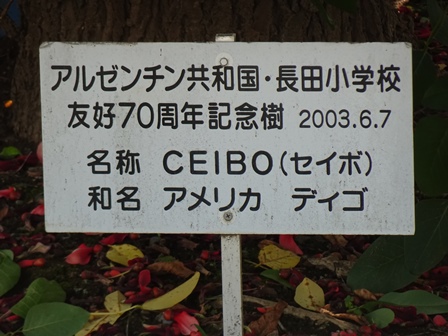 アルゼンチン共和国・長田小学校
友好70周年記念樹 2003.6.7
名称 CEIBO(セイボ)
和名 アメリカ ディゴ